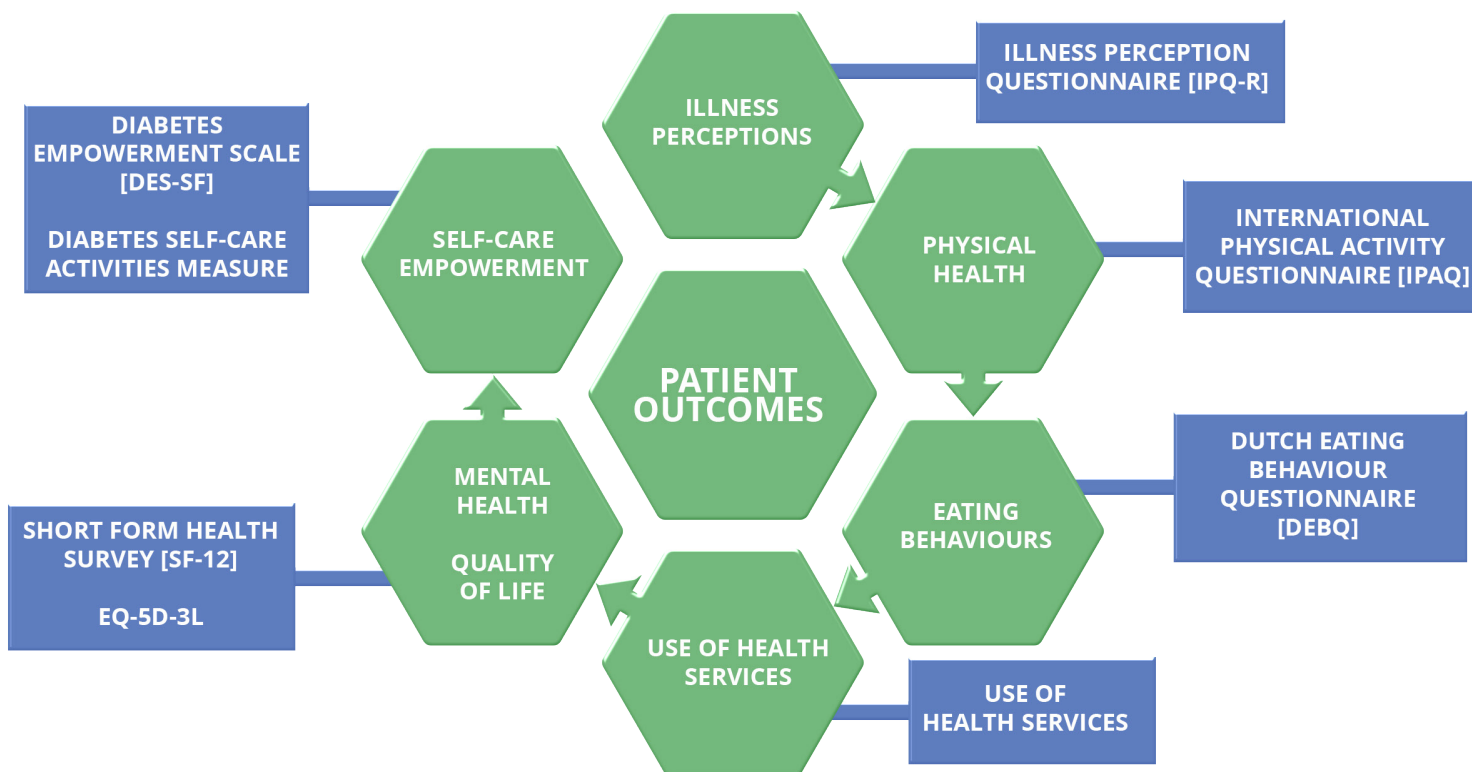 ILLNESS
PERCEPTIONS
ILLNESS PERCEPTION
QUESTIONNAIRE [IPQ-R]
PHYSICAL
HEALTH
INTERNATIONAL
PHYSICAL ACTIVITY
QUESTIONNAIRE [IPAQ]
EATING
BEHAVIOURS
DUTCH EATING
BEHAVIOUR
QUESTIONNAIRE
[DEBQ]
USE OF HEALTH
SERVICES
USE OF
HEALTH SERVICES
MENTAL
HEALTH
QUALITY
OF LIFE
SHORT FORM HEALTH
SURVEY [SF-12]
EQ-5D-3L
SELF-CARE
EMPOWERMENT
DIABETES
EMPOWERMENT SCALE
[DES-SF]
DIABETES SELF-CARE
ACTIVITIES MEASURE
PATIENT
OUTCOMES